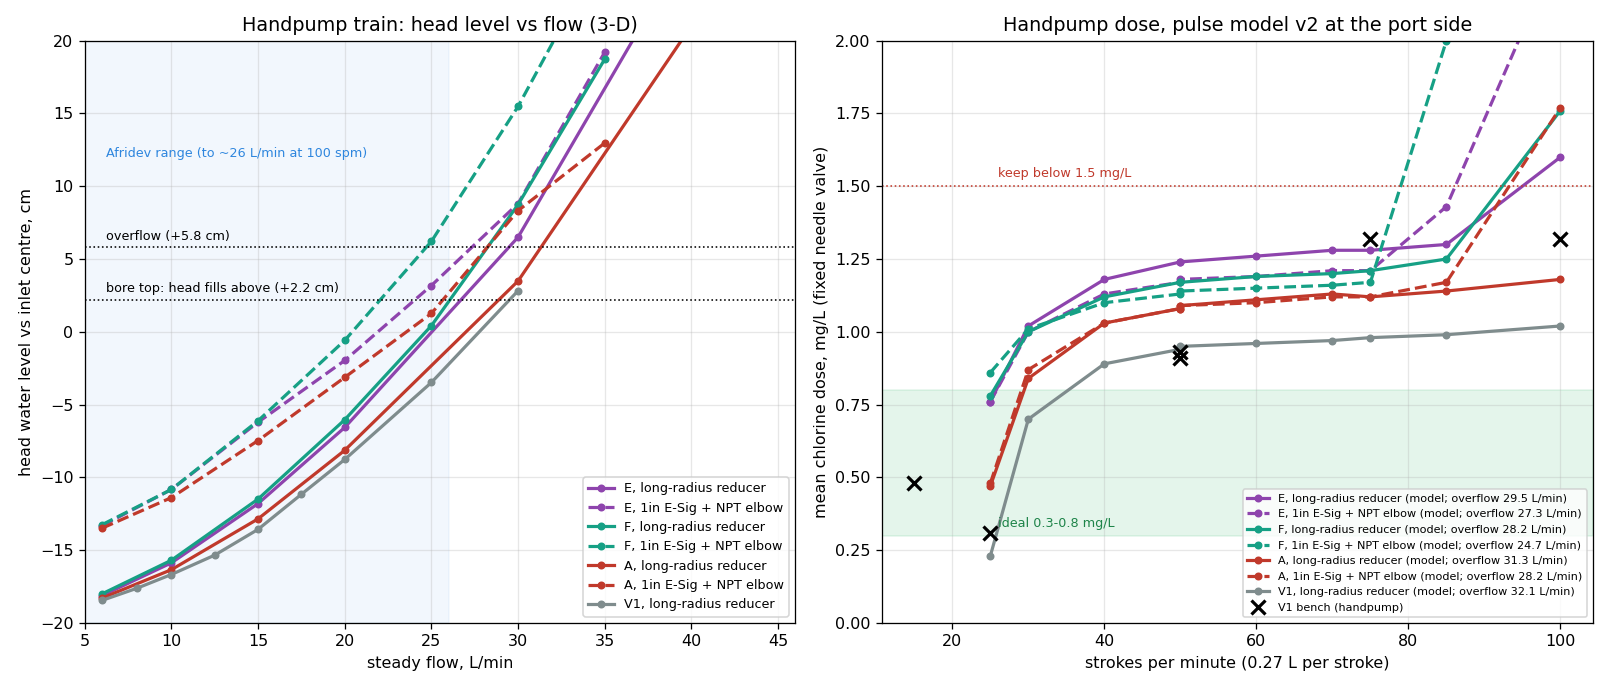 Handpump train: head level vs flow (3-D)
head water level vs inlet centre, cm
20
15
10
5
0
−5
−10
−15
−20
Afridev range (to ~26 L/min at 100 spm)
overflow (+5.8 cm)
bore top: head fills above (+2.2 cm)
E, long-radius reducer
E, 1in E-Sig + NPT elbow
F, long-radius reducer
F, 1in E-Sig + NPT elbow
A, long-radius reducer
A, 1in E-Sig + NPT elbow
V1, long-radius reducer
5 10 15 20 25 30 35 40 45
steady flow, L/min
Handpump dose, pulse model v2 at the port side
mean chlorine dose, mg/L (fixed needle valve)
2.00
1.75
1.50
1.25
1.00
0.75
0.50
0.25
0.00
keep below 1.5 mg/L
ideal 0.3-0.8 mg/L
E, long-radius reducer (model; overflow 29.5 L/min)
E, 1in E-Sig + NPT elbow (model; overflow 27.3 L/min)
F, long-radius reducer (model; overflow 28.2 L/min)
F, 1in E-Sig + NPT elbow (model; overflow 24.7 L/min)
A, long-radius reducer (model; overflow 31.3 L/min)
A, 1in E-Sig + NPT elbow (model; overflow 28.2 L/min)
V1, long-radius reducer (model; overflow 32.1 L/min)
V1 bench (handpump)
20 40 60 80 100
strokes per minute (0.27 L per stroke)